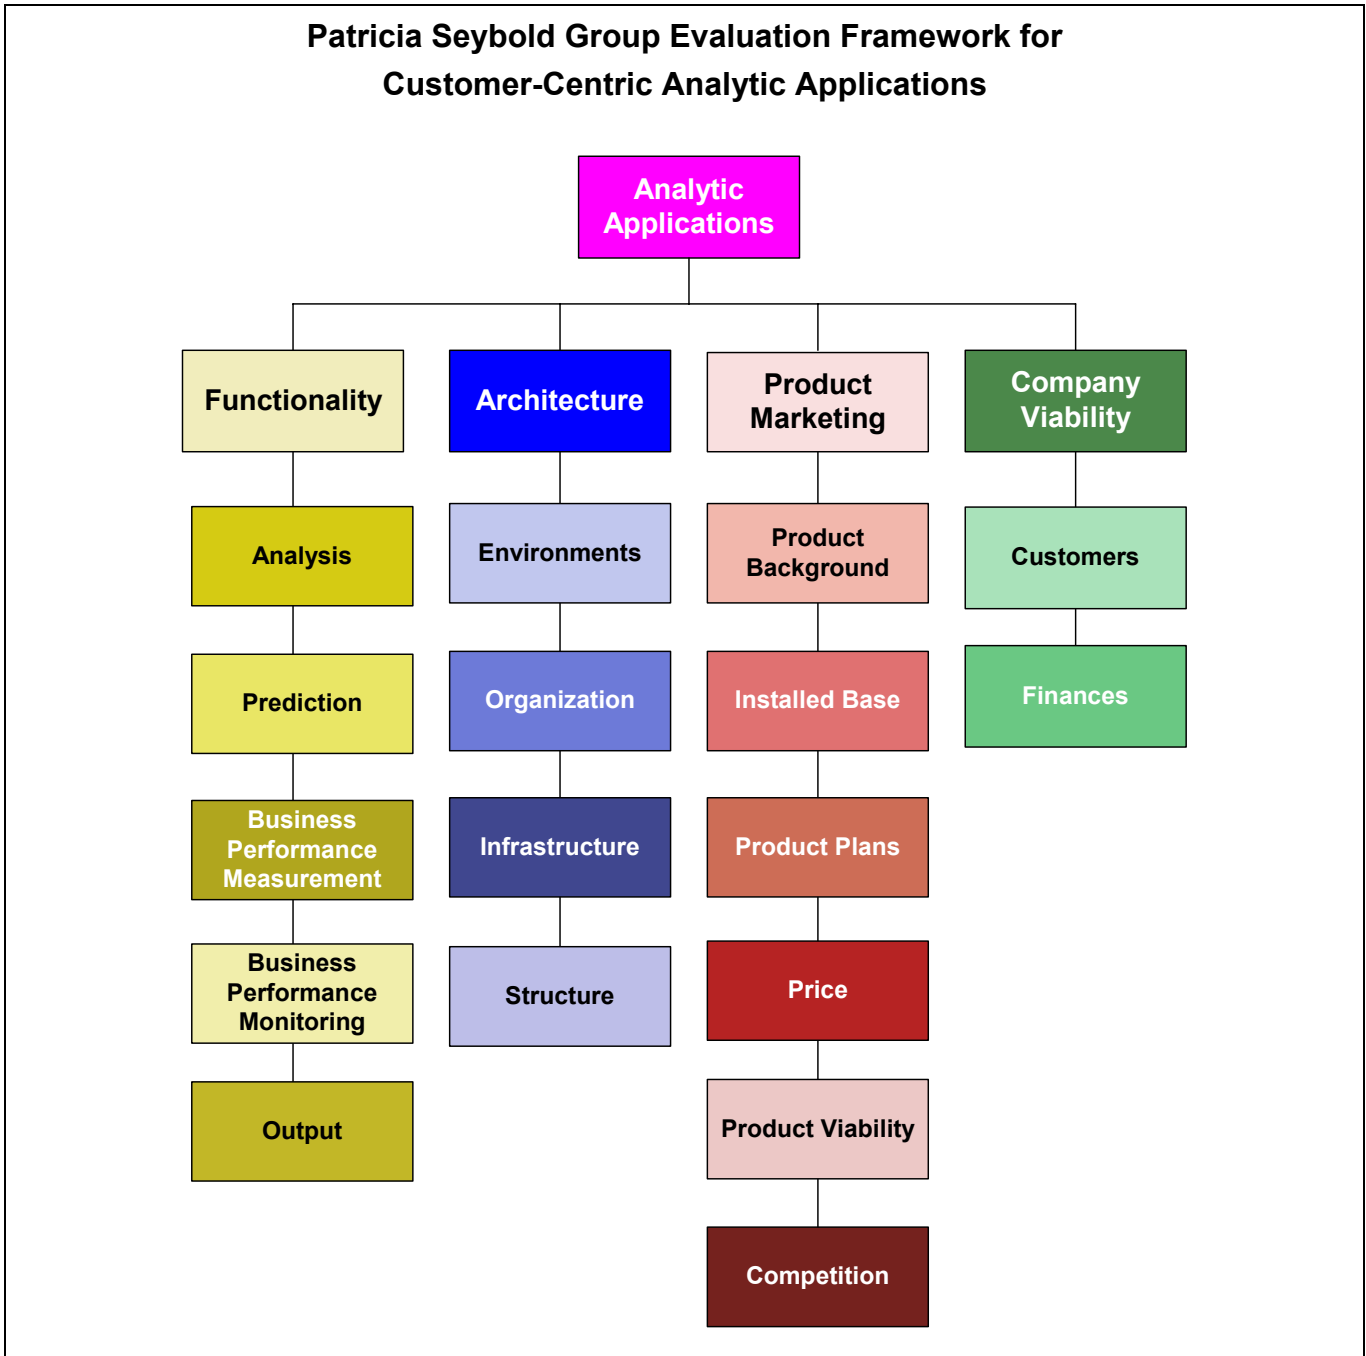 Patricia Seybold Group Evaluation Framework for
Customer-Centric Analytic Applications
Analytic
Applications
Functionality
Architecture
Product
Marketing
Company
Viability
Analysis
Environments
Product
Background
Customers
Prediction
Organization
Installed Base
Finances
Business
Performance
Measurement
Infrastructure
Product Plans
Business
Performance
Monitoring
Structure
Price
Output
Product Viability
Competition